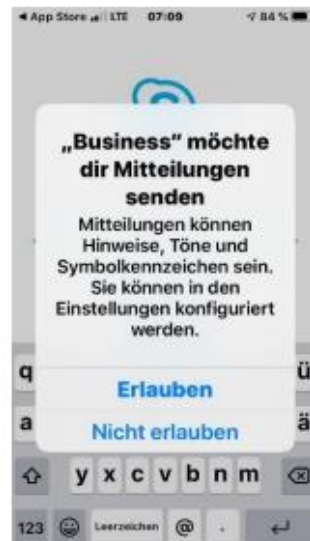 App Store LTE 07:09 84 %
„Business“ möchte
dir Mitteilungen
senden
Mitteilungen können
Hinweise, Töne und
Symbolkennzeichen sein.
Sie können in den
Einstellungen konfiguriert
werden.
Erlauben
Nicht erlauben
q ü
a ä
y x c v b n m
123 Leerzeichen @ .